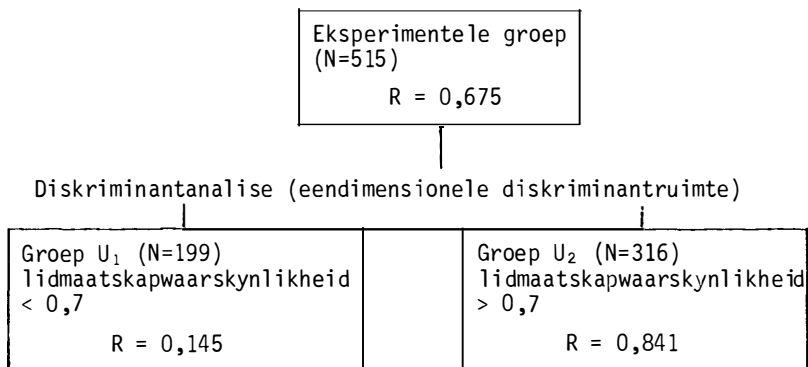 Eksperimentele groep
(N=515)
R = 0,675
Diskriminantanalise (eendimensionele diskriminantruimte)
Groep U₁ (N=199)
lidmaatskapwaarskynlikheid
< 0,7
R = 0,145
Groep U₂ (N=316)
lidmaatskapwaarskynlikheid
> 0,7
R = 0,841